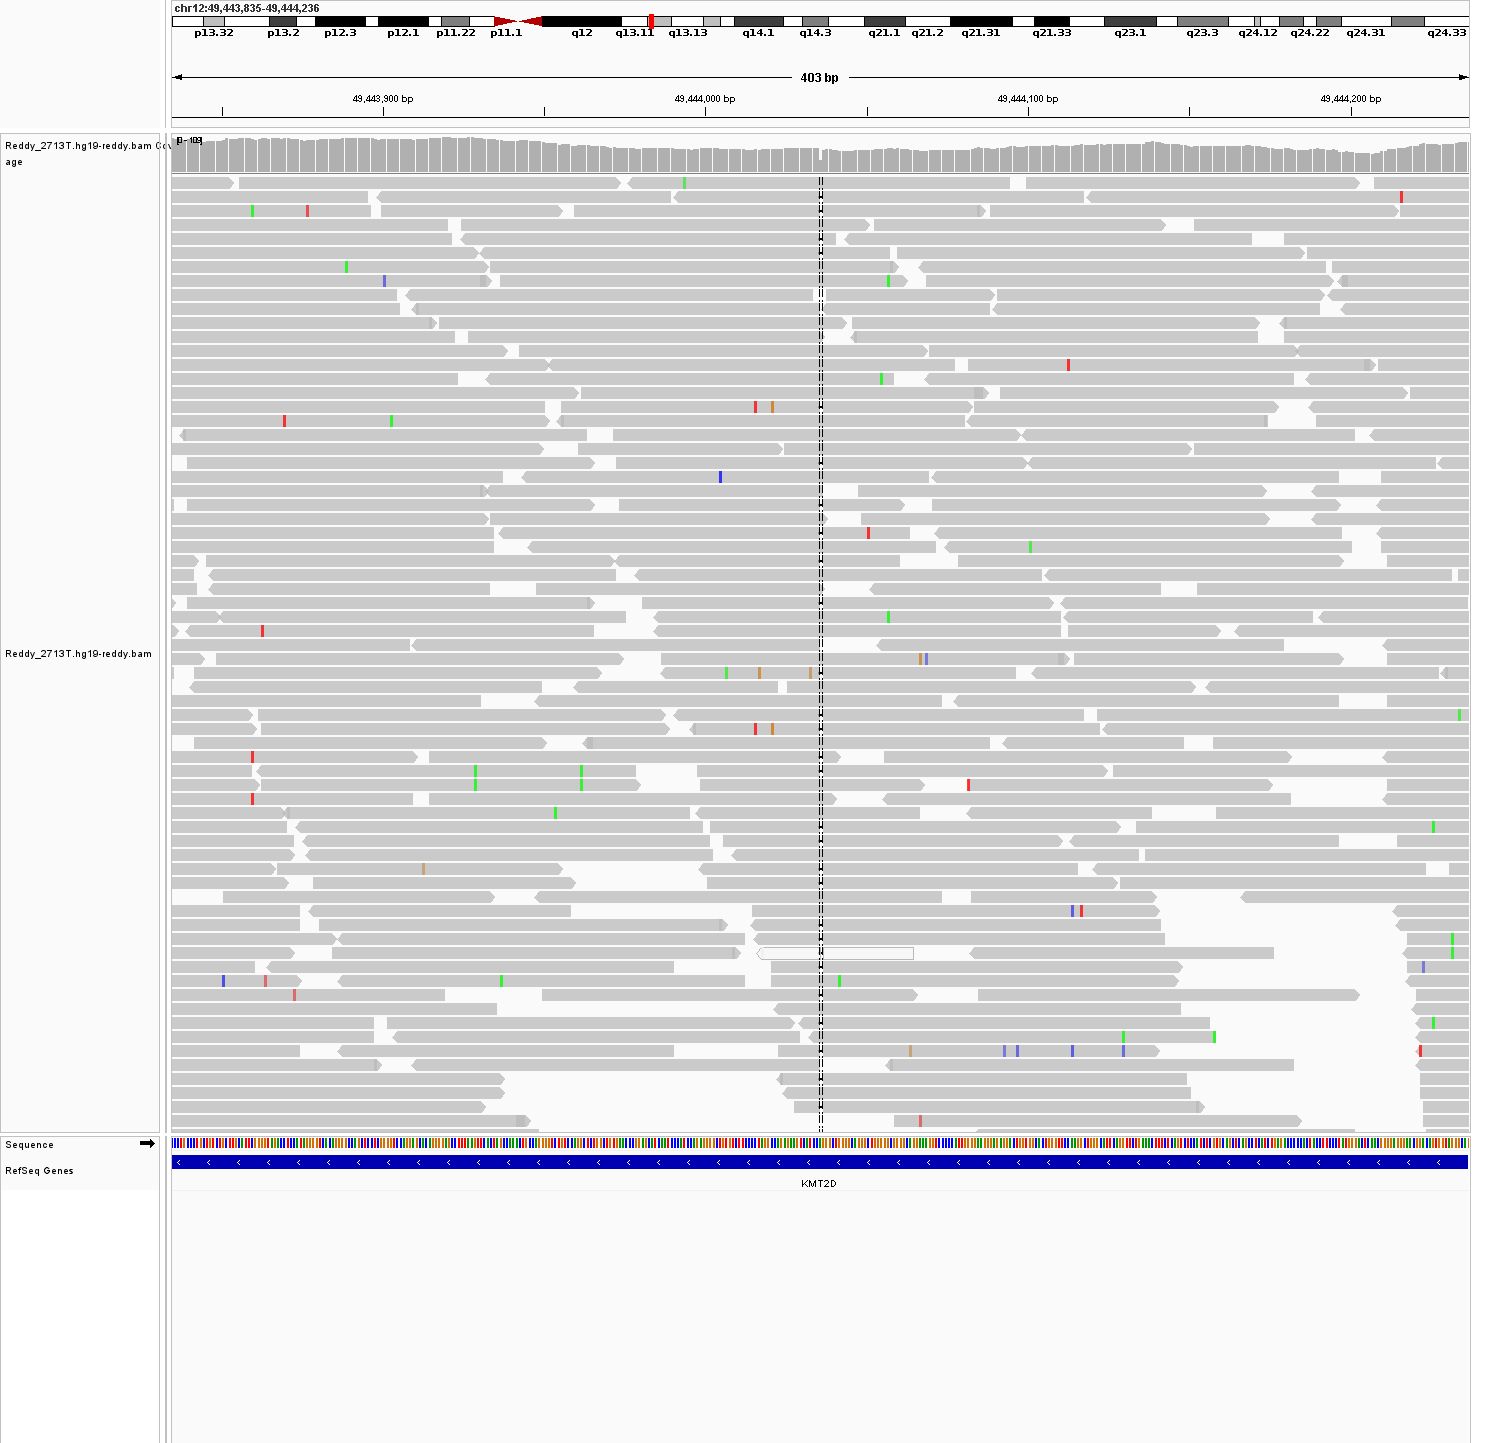 chr12:49,443,835-49,444,236
p13.32 p13.2 p12.3 p12.1 p11.22 p11.1 q12 q13.11 q13.13 q14.1 q14.3 q21.1 q21.2 q21.31 q21.33 q23.1 q23.3 q24.12 q24.22 q24.31 q24.33
403 bp
49,443,900 bp 49,444,000 bp 49,444,100 bp 49,444,200 bp
Reddy_2713T.hg19-reddy.bam Cov
age
Reddy_2713T.hg19-reddy.bam
Sequence
RefSeq Genes
KMT2D